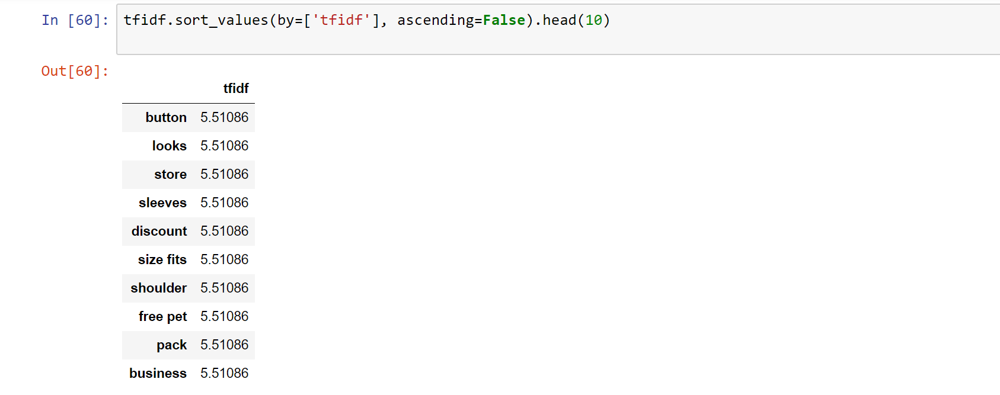 In [60]: tfidf.sort_values(by=['tfidf'], ascending=False).head(10)
Out[60]:
tfidf
button 5.51086
looks 5.51086
store 5.51086
sleeves 5.51086
discount 5.51086
size fits 5.51086
shoulder 5.51086
free pet 5.51086
pack 5.51086
business 5.51086